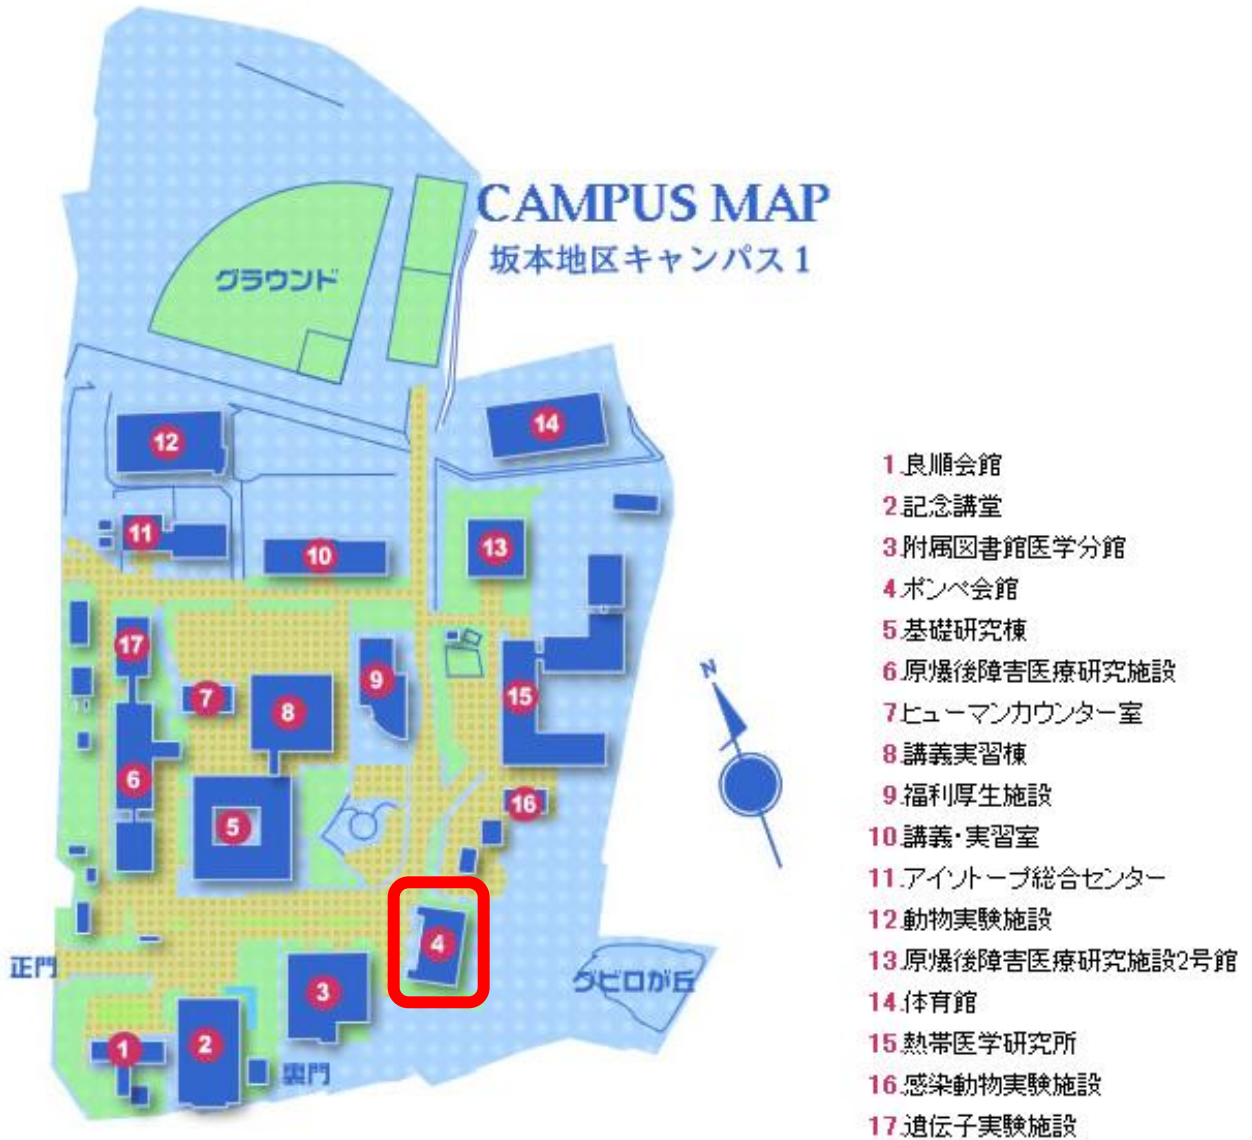 CAMPUS MAP
坂本地区キャンパス1
グラウンド
14
12
11
10
13
17
9
7
8
15
6
5
16
4
正門
グビロが丘
3
1
2
裏門
N
1.良順会館
2.記念講堂
3.附属図書館医学分館
4.ポンペ会館
5.基礎研究棟
6.原爆後障害医療研究施設
7.ヒューマンカウンター室
8.講義実習棟
9.福利厚生施設
10.講義・実習室
11.アイソトープ総合センター
12.動物実験施設
13.原爆後障害医療研究施設2号館
14.体育館
15.熱帯医学研究所
16.感染動物実験施設
17.遺伝子実験施設